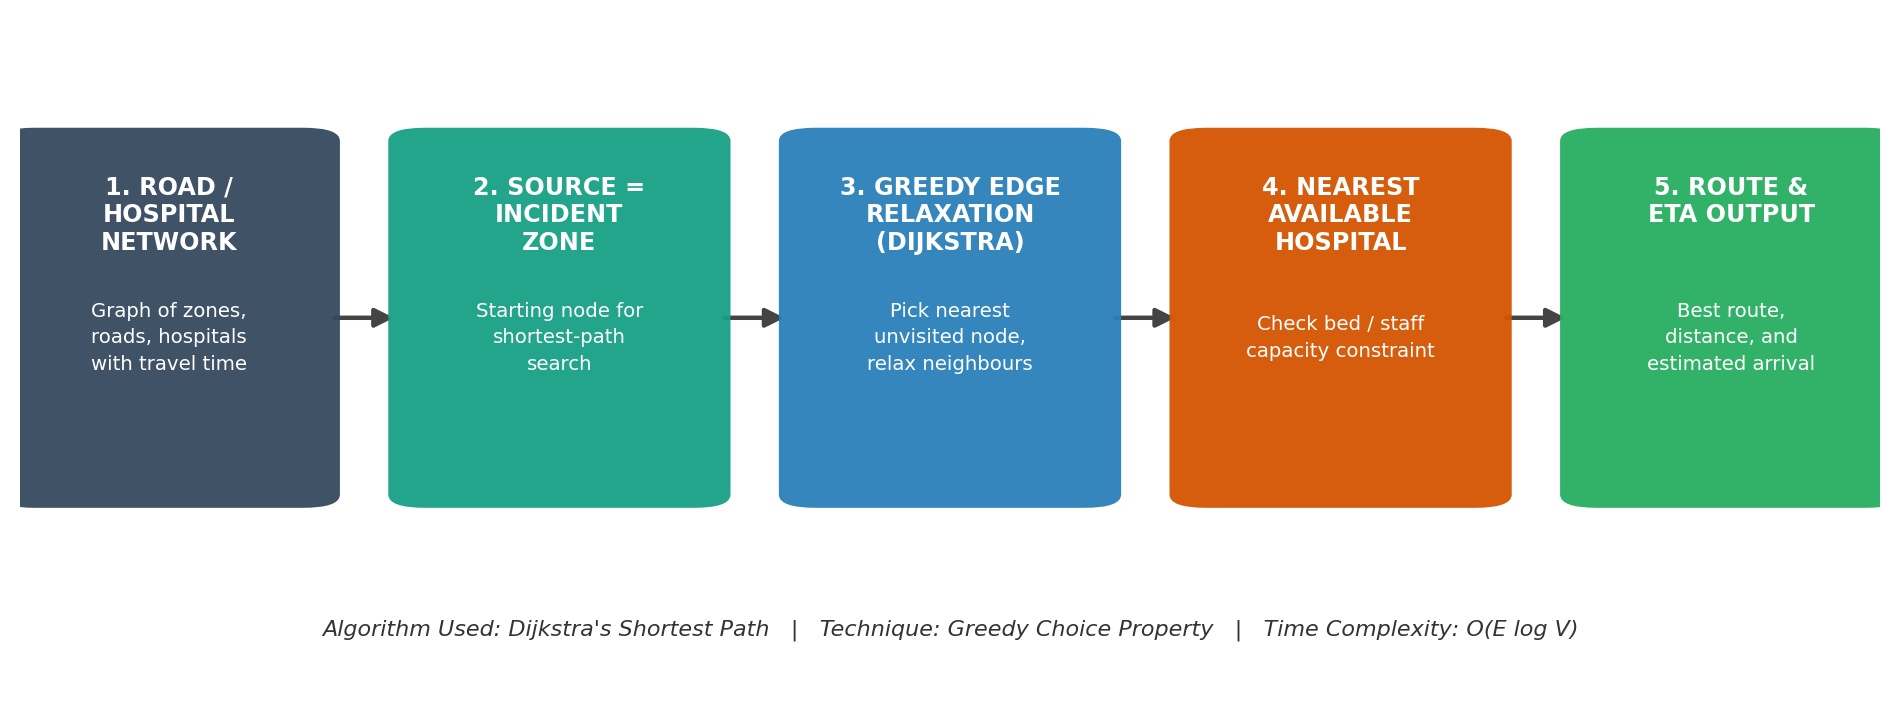 1. ROAD /
HOSPITAL
NETWORK
Graph of zones,
roads, hospitals
with travel time
2. SOURCE =
INCIDENT
ZONE
Starting node for
shortest-path
search
3. GREEDY EDGE
RELAXATION
(DIJKSTRA)
Pick nearest
unvisited node,
relax neighbours
4. NEAREST
AVAILABLE
HOSPITAL
Check bed / staff
capacity constraint
5. ROUTE &
ETA OUTPUT
Best route,
distance, and
estimated arrival
Algorithm Used: Dijkstra's Shortest Path | Technique: Greedy Choice Property | Time Complexity: O(E log V)